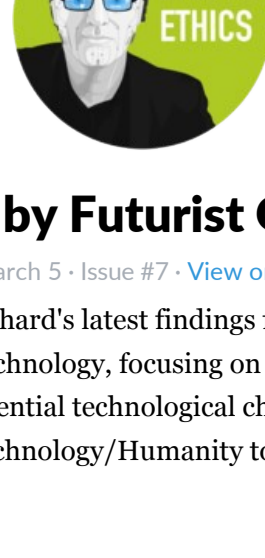 ETHICS
by Futurist
arch 5 · Issue #7 · View o
hard's latest findings
chnology, focusing on
ential technological ch
chnology/Humanity to